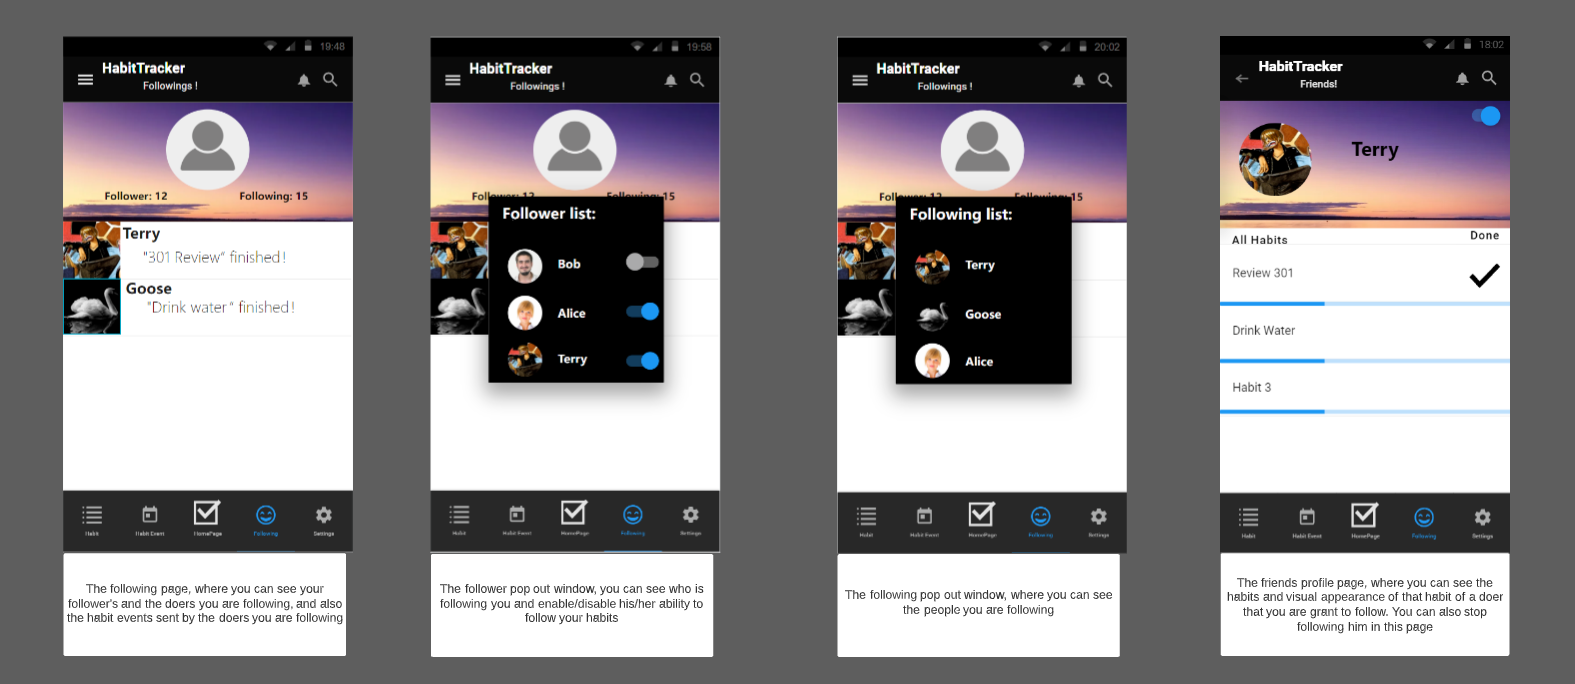 19:48
HabitTracker
Followings !
Follower: 12
Following: 15
Terry
"301 Review" finished!
Goose
"Drink water" finished!
Habit
Habit Event
HomePage
Following
Settings
The following page, where you can see your
follower's and the doers you are following, and also
the habit events sent by the doers you are following
19:58
HabitTracker
Followings !
Follower: 12
Following: 15
Follower list:
Bob
Alice
Terry
Habit
Habit Event
HomePage
Following
Settings
The follower pop out window, you can see who is
following you and enable/disable his/her ability to
follow your habits
20:02
HabitTracker
Followings !
Follower: 12
Following: 15
Following list:
Terry
Goose
Alice
Habit
Habit Event
HomePage
Following
Settings
The following pop out window, where you can see
the people you are following
18:02
HabitTracker
Friends!
Terry
All Habits
Done
Review 301
Drink Water
Habit 3
Habit
Habit Event
HomePage
Following
Settings
The friends profile page, where you can see the
habits and visual appearance of that habit of a doer
that you are grant to follow. You can also stop
following him in this page